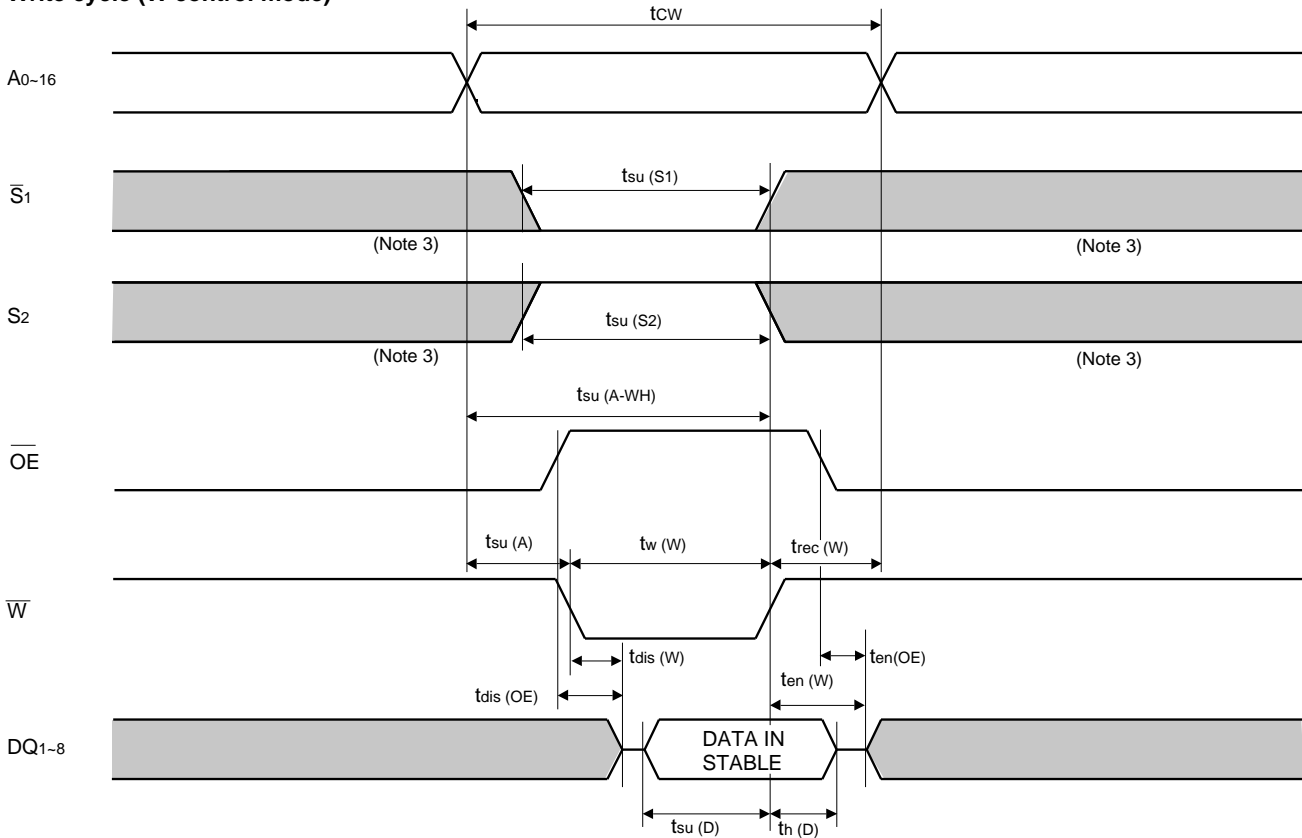 Write cycle (W control mode)
tCW
A0~16
S1
tsu (S1)
(Note 3)
(Note 3)
S2
tsu (S2)
(Note 3)
(Note 3)
tsu (A-WH)
OE
tsu (A)
tw (W)
trec (W)
W
tdis (W)
ten(OE)
tdis (OE)
ten (W)
DQ1~8
DATA IN
STABLE
tsu (D)
th (D)